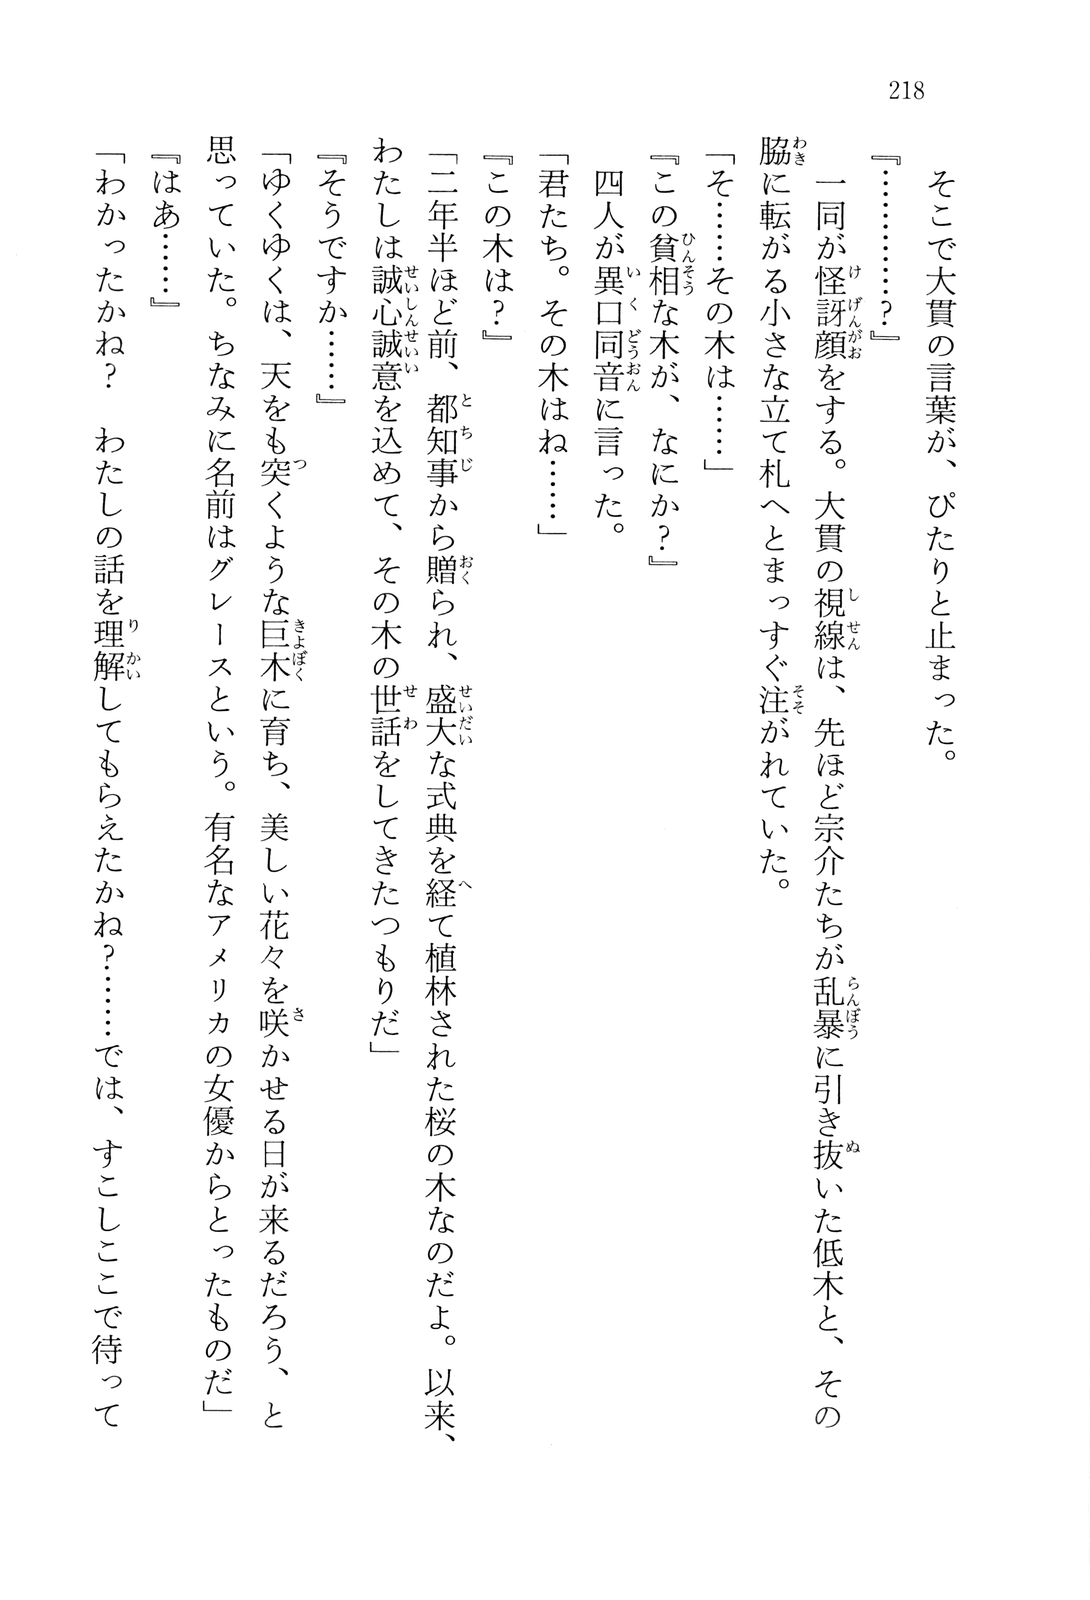 218
そこで大貫の言葉が、ぴたりと止まった。
『…………?』
一同が怪訝顔をする。大貫の視線は、先ほど宗介たちが乱暴に引き抜いた低木と、その
脇に転がる小さな立て札へとまっすぐ注がれていた。
「そ……その木は……」
『この貧相な木が、なにか?』
四人が異口同音に言った。
「君たち。その木はね……」
『この木は?』
「二年半ほど前、都知事から贈られ、盛大な式典を経て植林された桜の木なのだよ。以来、
わたしは誠心誠意を込めて、その木の世話をしてきたつもりだ」
『そうですか……』
「ゆくゆくは、天をも突くような巨木に育ち、美しい花々を咲かせる日が来るだろう、と
思っていた。ちなみに名前はグレースという。有名なアメリカの女優からとったものだ」
『はあ……』
「わかったかね? わたしの話を理解してもらえたかね?……では、すこしここで待って